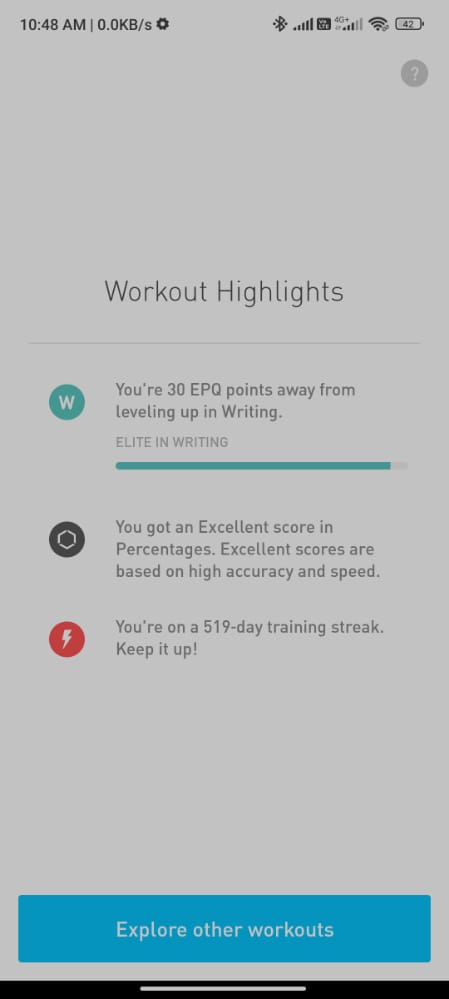 10:48 AM | 0.0KB/s
4G+
42
?
Workout Highlights
W
You're 30 EPQ points away from
leveling up in Writing.
ELITE IN WRITING
You got an Excellent score in
Percentages. Excellent scores are
based on high accuracy and speed.
You're on a 519-day training streak.
Keep it up!
Explore other workouts